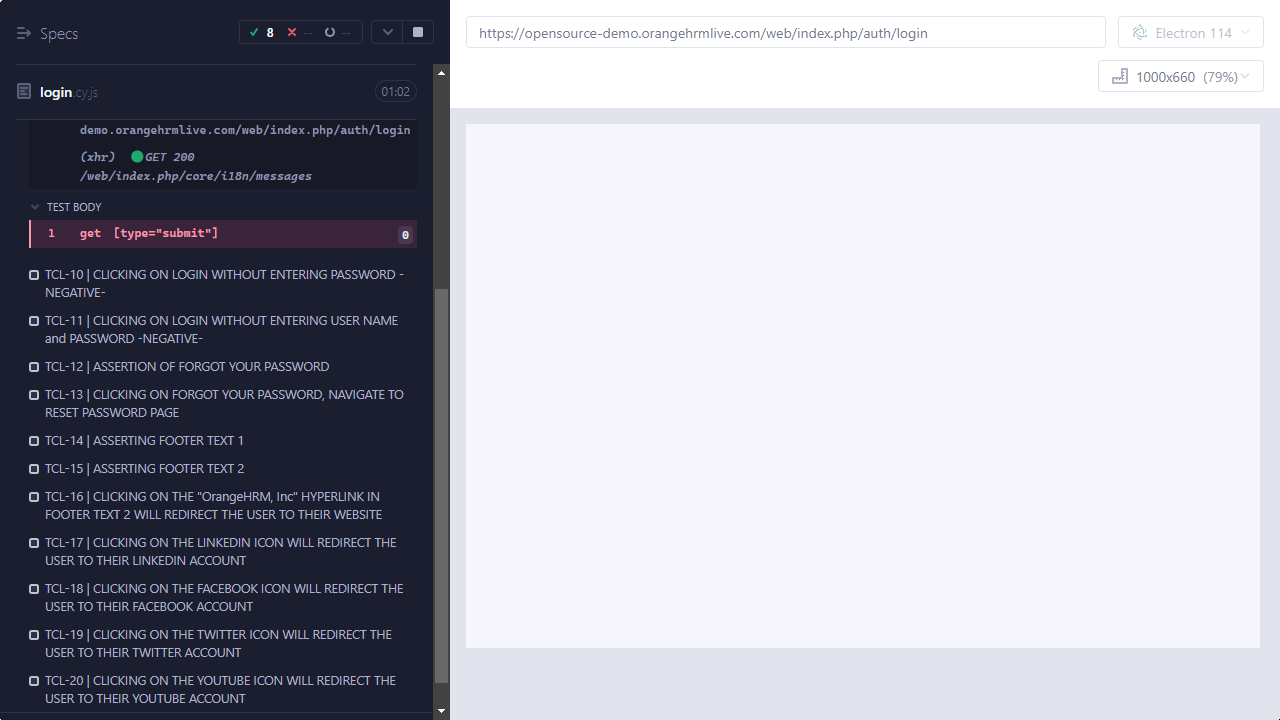 Specs
8 -- --
login.cy.js
01:02
demo.orangehrmlive.com/web/index.php/auth/login
(xhr) GET 200
/web/index.php/core/i18n/messages
TEST BODY
1 get [type="submit"] 0
TCL-10 | CLICKING ON LOGIN WITHOUT ENTERING PASSWORD -
NEGATIVE-
TCL-11 | CLICKING ON LOGIN WITHOUT ENTERING USER NAME
and PASSWORD -NEGATIVE-
TCL-12 | ASSERTION OF FORGOT YOUR PASSWORD
TCL-13 | CLICKING ON FORGOT YOUR PASSWORD, NAVIGATE TO
RESET PASSWORD PAGE
TCL-14 | ASSERTING FOOTER TEXT 1
TCL-15 | ASSERTING FOOTER TEXT 2
TCL-16 | CLICKING ON THE "OrangeHRM, Inc" HYPERLINK IN
FOOTER TEXT 2 WILL REDIRECT THE USER TO THEIR WEBSITE
TCL-17 | CLICKING ON THE LINKEDIN ICON WILL REDIRECT THE
USER TO THEIR LINKEDIN ACCOUNT
TCL-18 | CLICKING ON THE FACEBOOK ICON WILL REDIRECT THE
USER TO THEIR FACEBOOK ACCOUNT
TCL-19 | CLICKING ON THE TWITTER ICON WILL REDIRECT THE
USER TO THEIR TWITTER ACCOUNT
TCL-20 | CLICKING ON THE YOUTUBE ICON WILL REDIRECT THE
USER TO THEIR YOUTUBE ACCOUNT
https://opensource-demo.orangehrmlive.com/web/index.php/auth/login
Electron 114
1000x660 (79%)